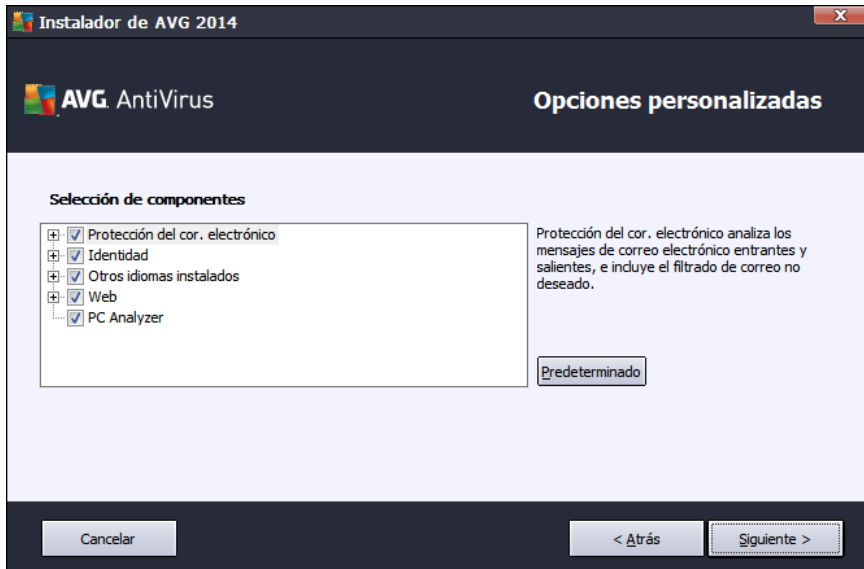 Instalador de AVG 2014
X
AVG. AntiVirus
Opciones personalizadas
Selección de componentes
Protección del cor. electrónico
Identidad
Otros idiomas instalados
Web
PC Analyzer
Protección del cor. electrónico analiza los
mensajes de correo electrónico entrantes y
salientes, e incluye el filtrado de correo no
deseado.
Predeterminado
Cancelar
< Atrás
Siguiente >